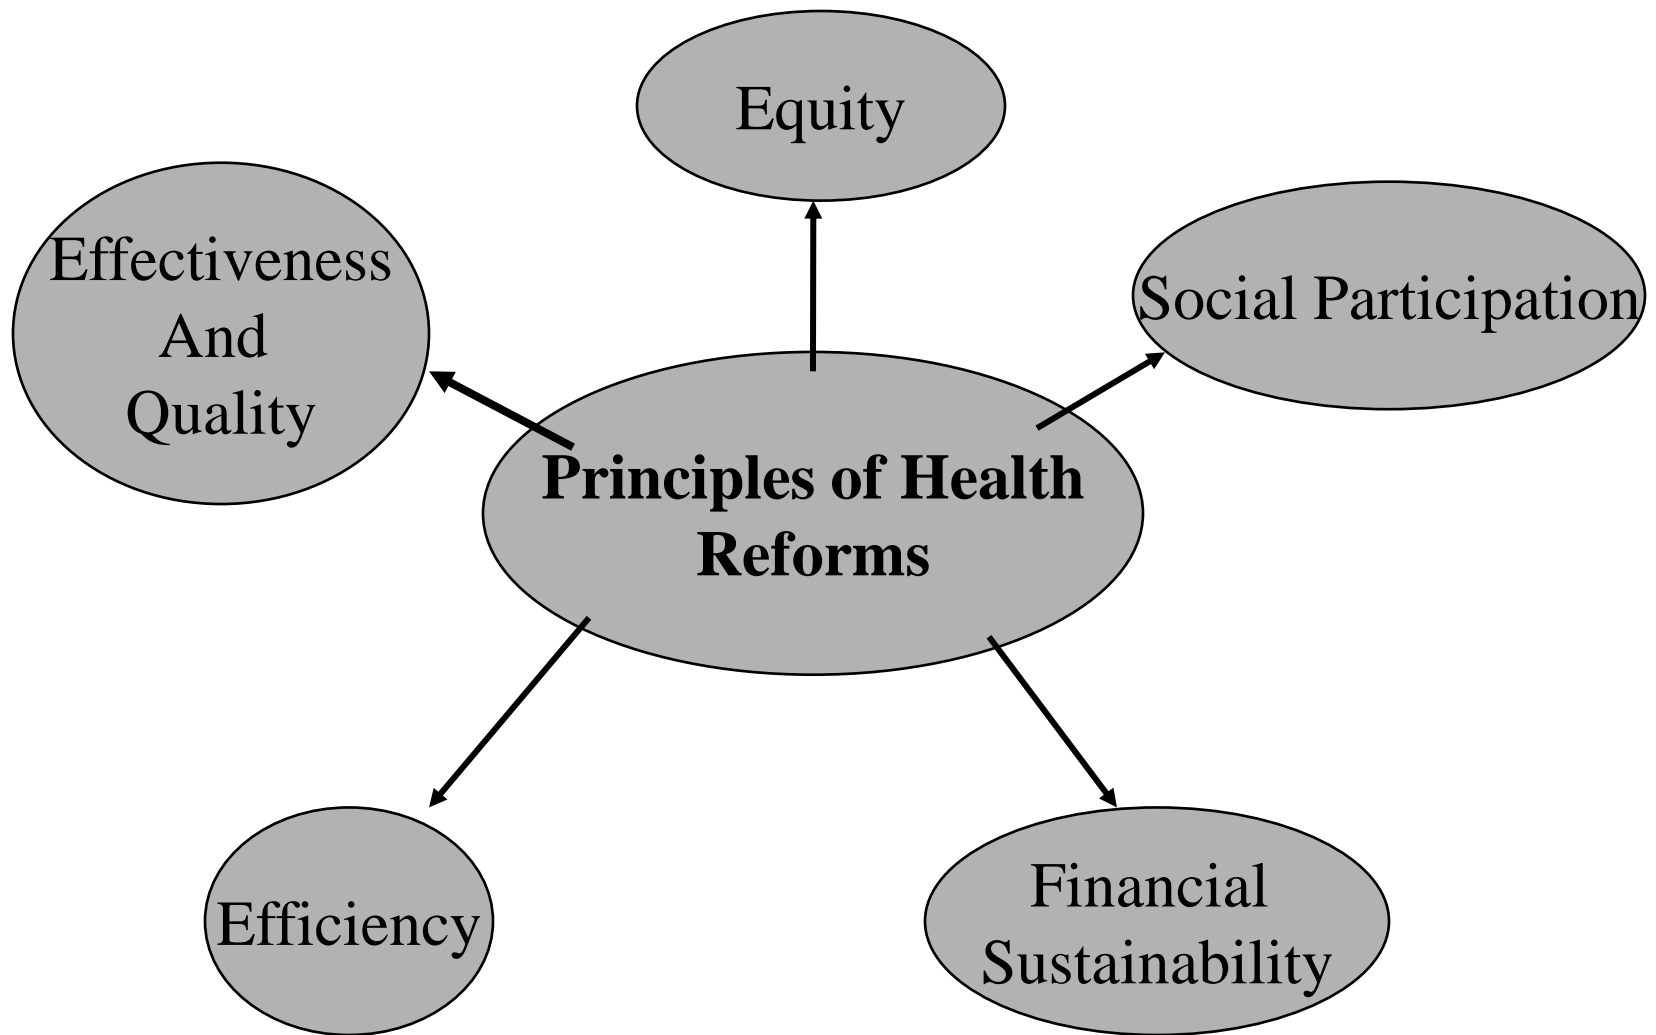 Equity
Effectiveness
And
Quality
Social Participation
Principles of Health
Reforms
Efficiency
Financial
Sustainability